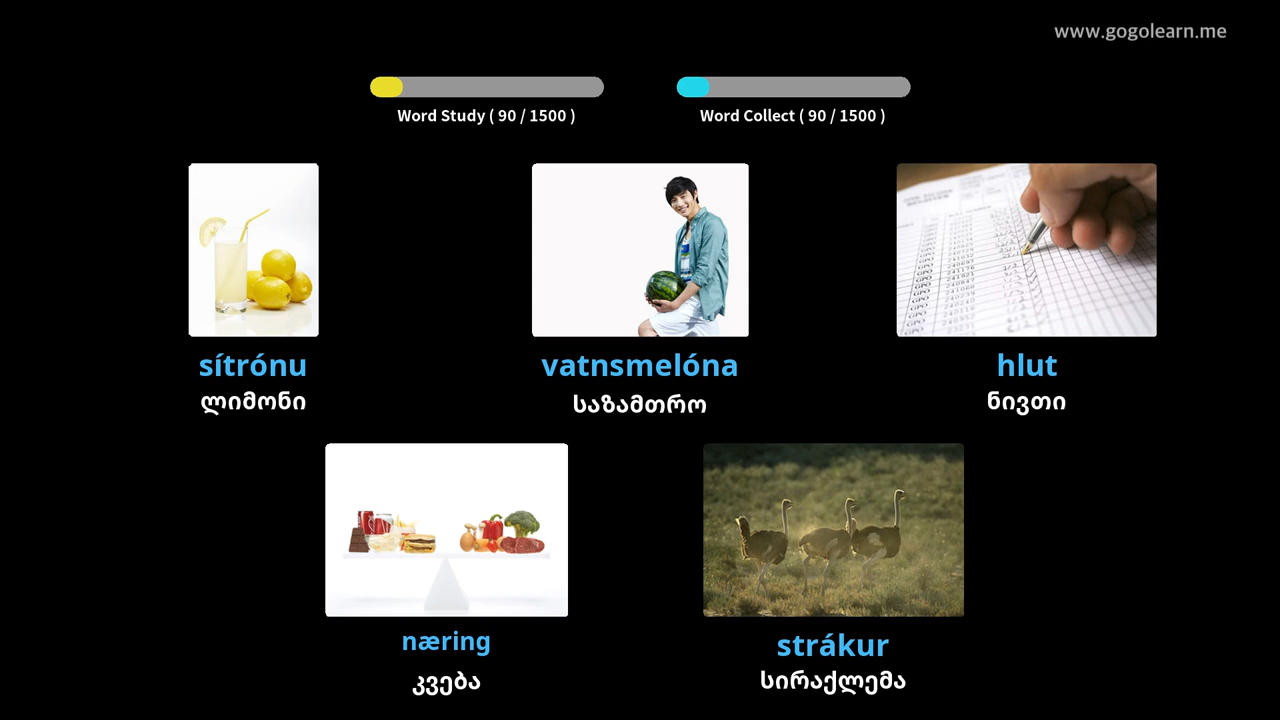 www.gogolearn.me
Word Study ( 90 / 1500 )
Word Collect ( 90 / 1500 )
sítrónu
ლიმონი
vatnsmelóna
საზამთრო
hlut
ნივთი
næring
კვება
strákur
სირაქლემა